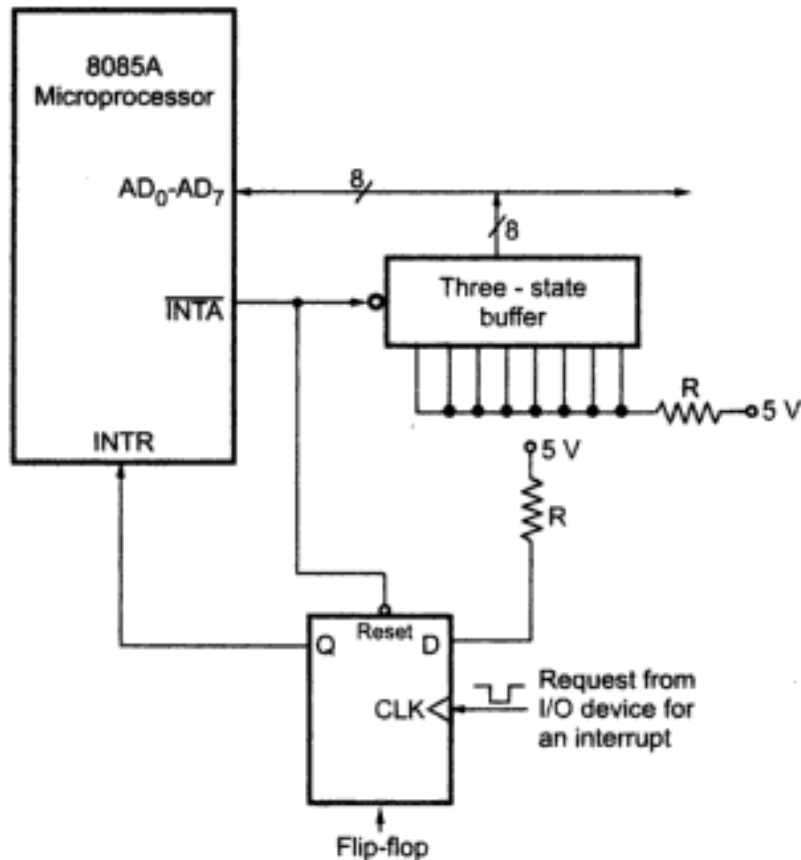 8085A
Microprocessor
AD0-AD7
8
8
INTA
Three - state
buffer
R
5 V
5 V
R
INTR
Q
Reset
D
CLK
Request from
I/O device for
an interrupt
Flip-flop